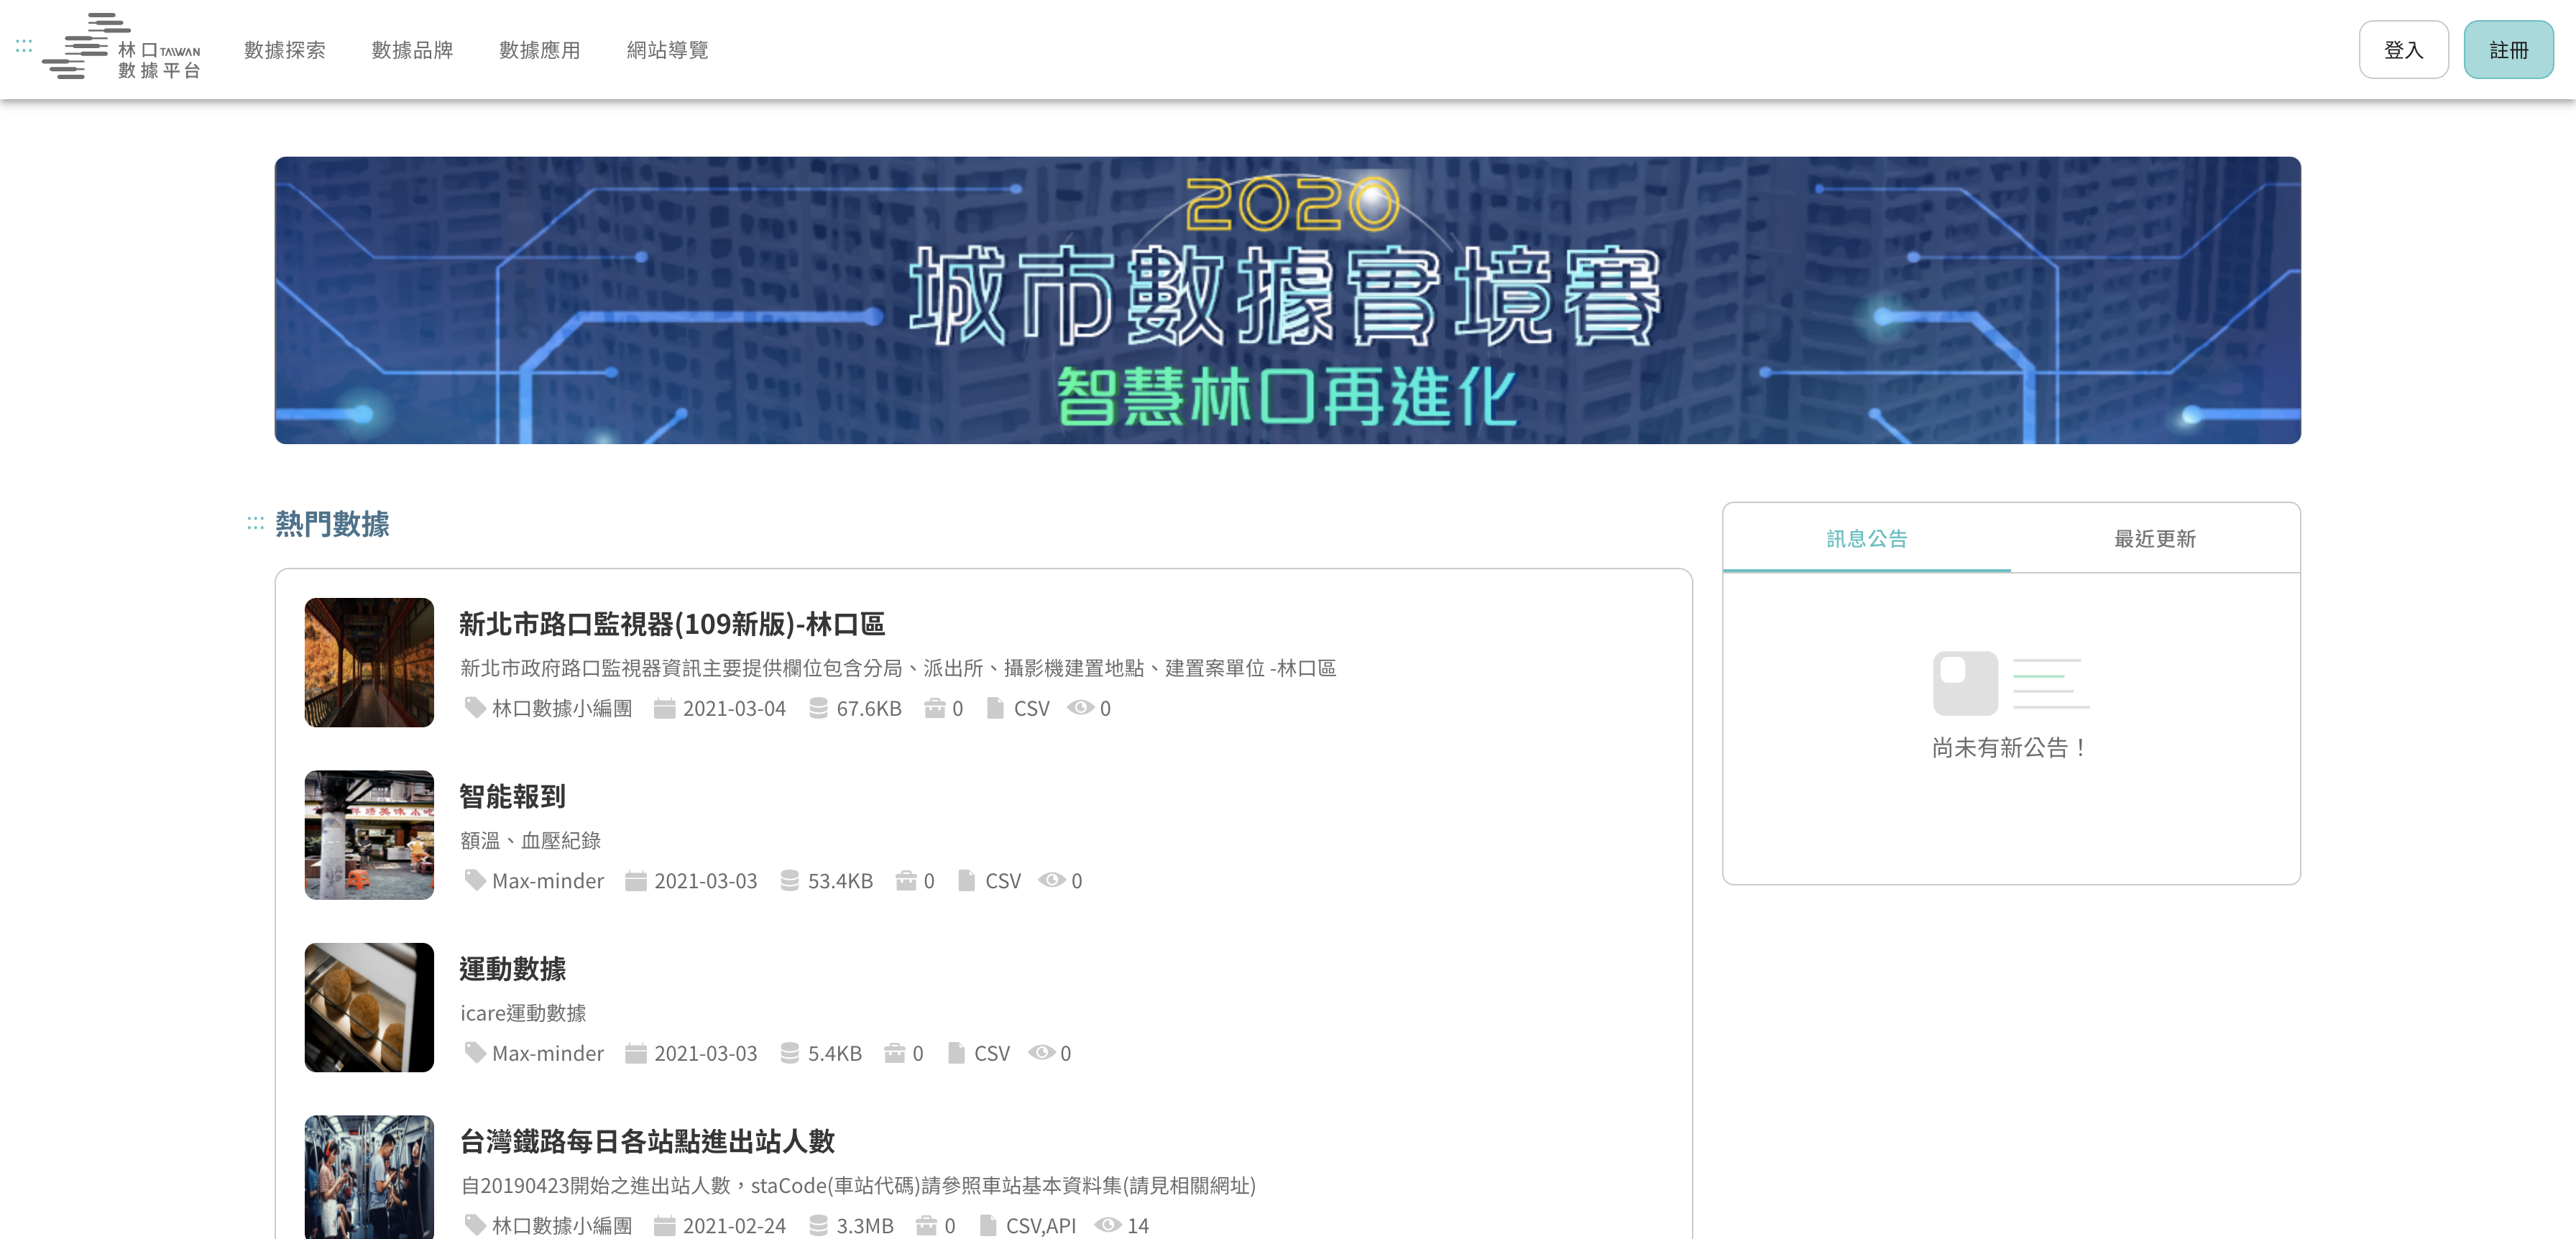 林口TAIWAN
數據平台
數據探索 數據品牌 數據應用 網站導覽
登入 註冊
2020
城市數據實境賽
智慧林口再進化
熱門數據
訊息公告 最近更新
尚未有新公告！
新北市路口監視器(109新版)-林口區
新北市政府路口監視器資訊主要提供欄位包含分局、派出所、攝影機建置地點、建置案單位 -林口區
林口數據小編團 2021-03-04 67.6KB 0 CSV 0
智能報到
額溫、血壓紀錄
Max-minder 2021-03-03 53.4KB 0 CSV 0
運動數據
icare運動數據
Max-minder 2021-03-03 5.4KB 0 CSV 0
台灣鐵路每日各站點進出站人數
自20190423開始之進出站人數，staCode(車站代碼)請參照車站基本資料集(請見相關網址)
林口數據小編團 2021-02-24 3.3MB 0 CSV,API 14